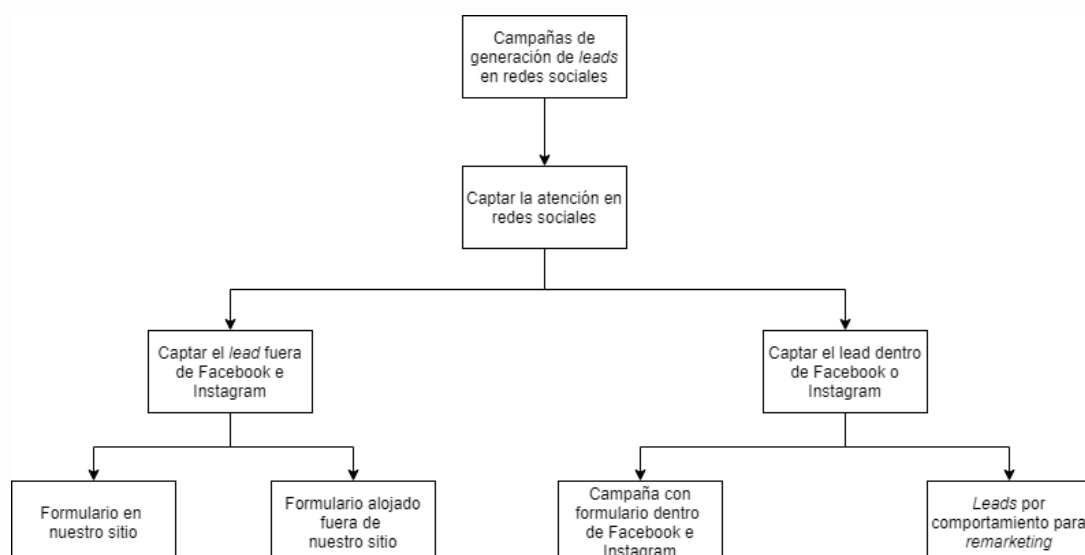 Campañas de
generación de leads
en redes sociales
Captar la atención en
redes sociales
Captar el lead fuera
de Facebook e
Instagram
Captar el lead dentro
de Facebook o
Instagram
Formulario en
nuestro sitio
Formulario alojado
fuera de
nuestro sitio
Campaña con
formulario dentro
de Facebook e
Instagram
Leads por
comportamiento para
remarketing